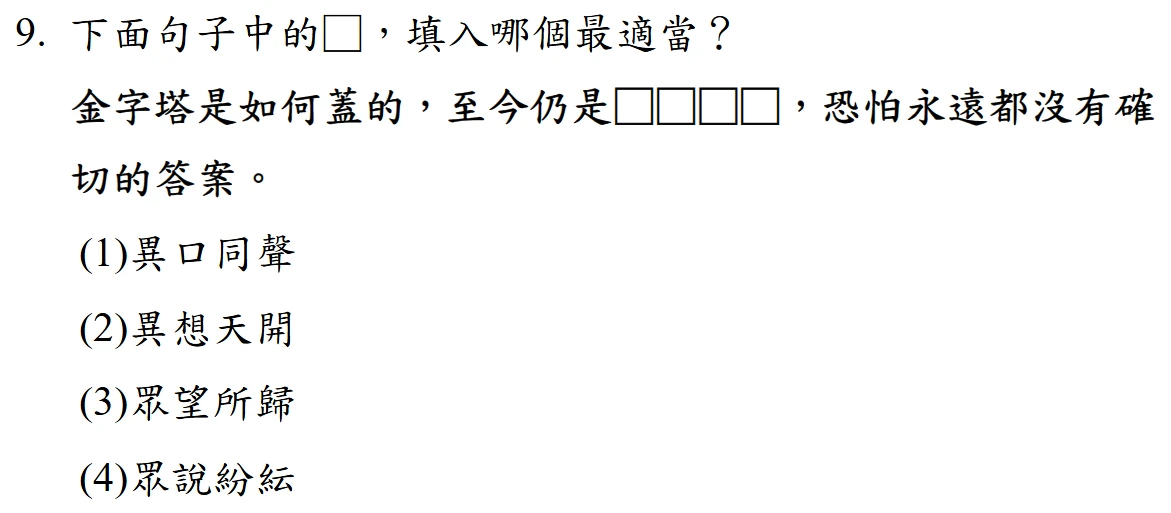 9. 下面句子中的□，填入哪個最適當？
金字塔是如何蓋的，至今仍是□□□□，恐怕永遠都沒有確
切的答案。
(1)異口同聲
(2)異想天開
(3)眾望所歸
(4)眾說紛紜